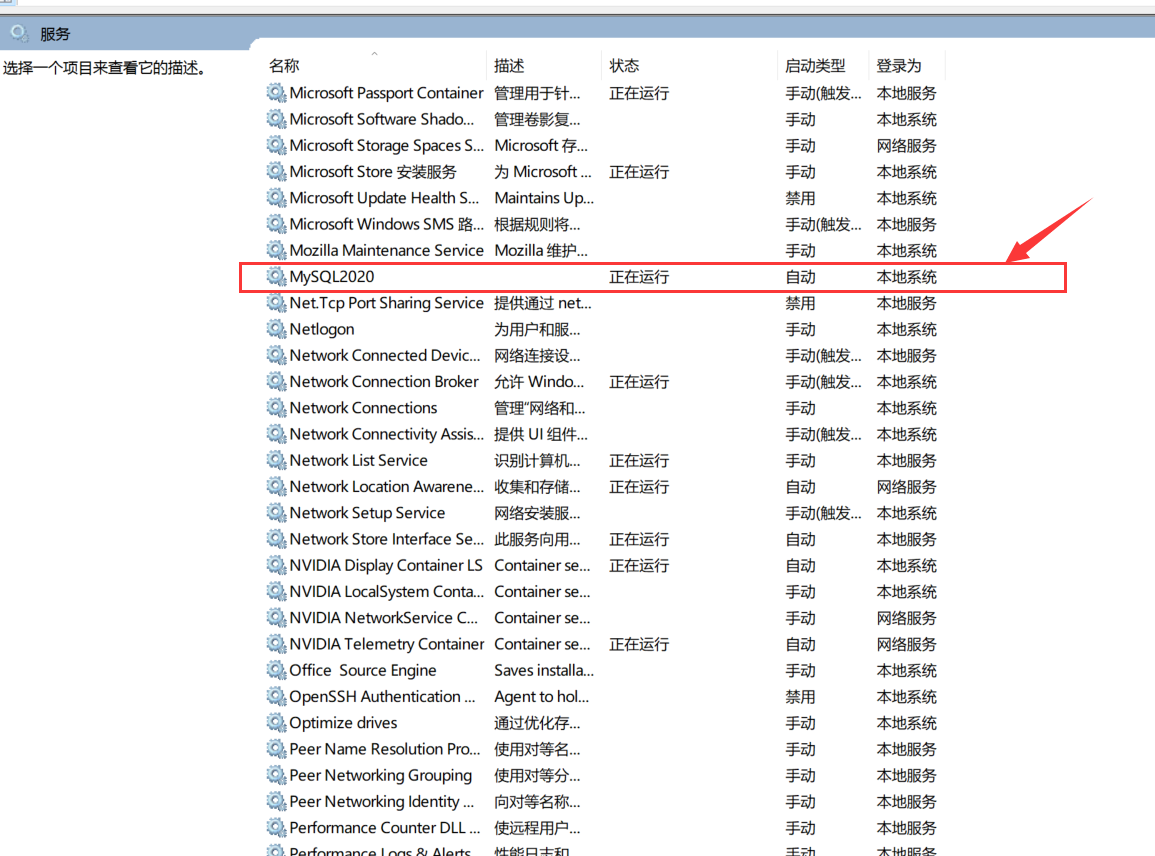 服务
选择一个项目来查看它的描述。
名称 描述 状态 启动类型 登录为
Microsoft Passport Container 管理用于针... 正在运行 手动(触发... 本地服务
Microsoft Software Shado... 管理卷影复... 手动 本地系统
Microsoft Storage Spaces S... Microsoft 存... 手动 网络服务
Microsoft Store 安装服务 为 Microsoft ... 正在运行 手动 本地系统
Microsoft Update Health S... Maintains Up... 禁用 本地系统
Microsoft Windows SMS 路... 根据规则将... 手动(触发... 本地服务
Mozilla Maintenance Service Mozilla 维护... 手动 本地系统
MySQL2020 正在运行 自动 本地系统
Net.Tcp Port Sharing Service 提供通过 net... 禁用 本地服务
Netlogon 为用户和服... 手动 本地系统
Network Connected Devic... 网络连接设... 手动(触发... 本地服务
Network Connection Broker 允许 Windo... 正在运行 手动(触发... 本地系统
Network Connections 管理“网络和... 手动 本地系统
Network Connectivity Assis... 提供 UI 组件... 手动(触发... 本地系统
Network List Service 识别计算机... 正在运行 手动 本地服务
Network Location Awarene... 收集和存储... 正在运行 自动 网络服务
Network Setup Service 网络安装服... 手动(触发... 本地系统
Network Store Interface Se... 此服务向用... 正在运行 自动 本地服务
NVIDIA Display Container LS Container se... 正在运行 自动 本地系统
NVIDIA LocalSystem Conta... Container se... 手动 本地系统
NVIDIA NetworkService C... Container se... 手动 网络服务
NVIDIA Telemetry Container Container se... 正在运行 自动 网络服务
Office  Source Engine Saves installa... 手动 本地系统
OpenSSH Authentication ... Agent to hol... 禁用 本地系统
Optimize drives 通过优化存... 手动 本地系统
Peer Name Resolution Pro... 使用对等名... 手动 本地服务
Peer Networking Grouping 使用对等分... 手动 本地服务
Peer Networking Identity ... 向对等名称... 手动 本地服务
Performance Counter DLL ... 使远程用户... 手动 本地服务
Performance Logs & Alerts 性能日志和... 手动 本地服务